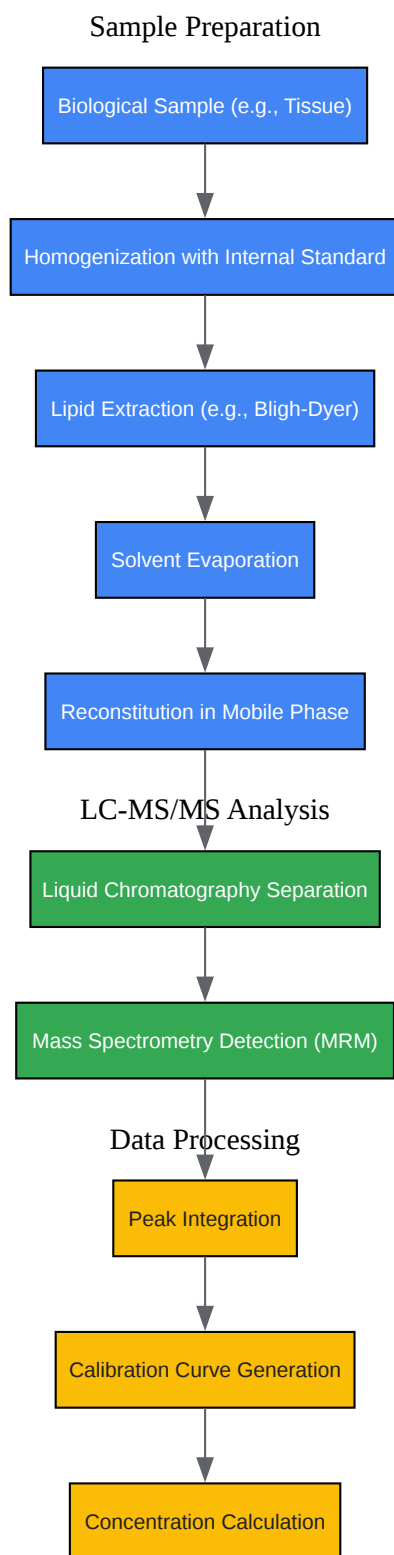 Sample Preparation
Biological Sample (e.g., Tissue)
Homogenization with Internal Standard
Lipid Extraction (e.g., Bligh-Dyer)
Solvent Evaporation
Reconstitution in Mobile Phase
LC-MS/MS Analysis
Liquid Chromatography Separation
Mass Spectrometry Detection (MRM)
Data Processing
Peak Integration
Calibration Curve Generation
Concentration Calculation